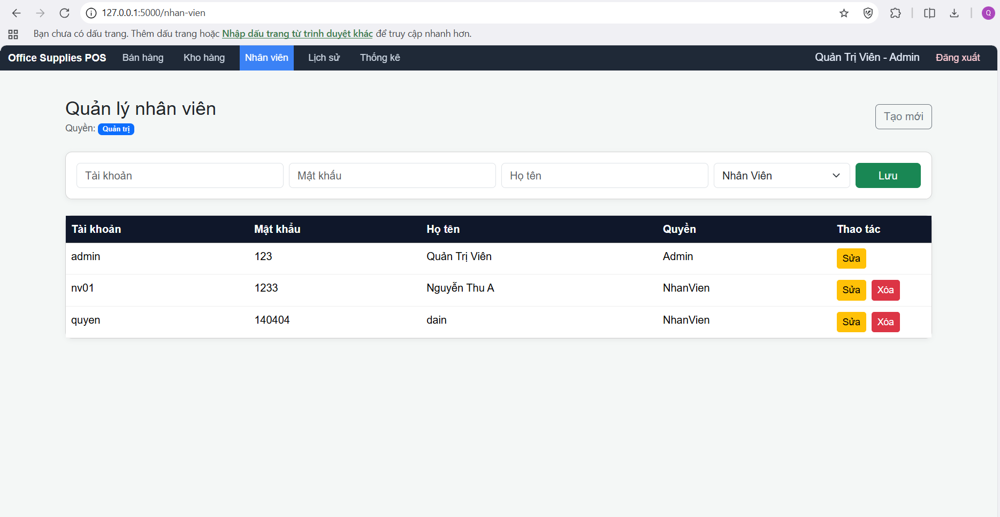 127.0.0.1:5000/nhan-vien
Q
Bạn chưa có dấu trang. Thêm dấu trang hoặc Nhập dấu trang từ trình duyệt khác để truy cập nhanh hơn.
Office Supplies POS Bán hàng Kho hàng Nhân viên Lịch sử Thống kê Quản Trị Viên - Admin Đăng xuất
Quản lý nhân viên
Quyền: Quản trị
Tạo mới
Tài khoản Mật khẩu Họ tên Nhân Viên Lưu
Tài khoản Mật khẩu Họ tên Quyền Thao tác
admin 123 Quản Trị Viên Admin Sửa
nv01 1233 Nguyễn Thu A NhanVien Sửa Xóa
quyen 140404 dain NhanVien Sửa Xóa